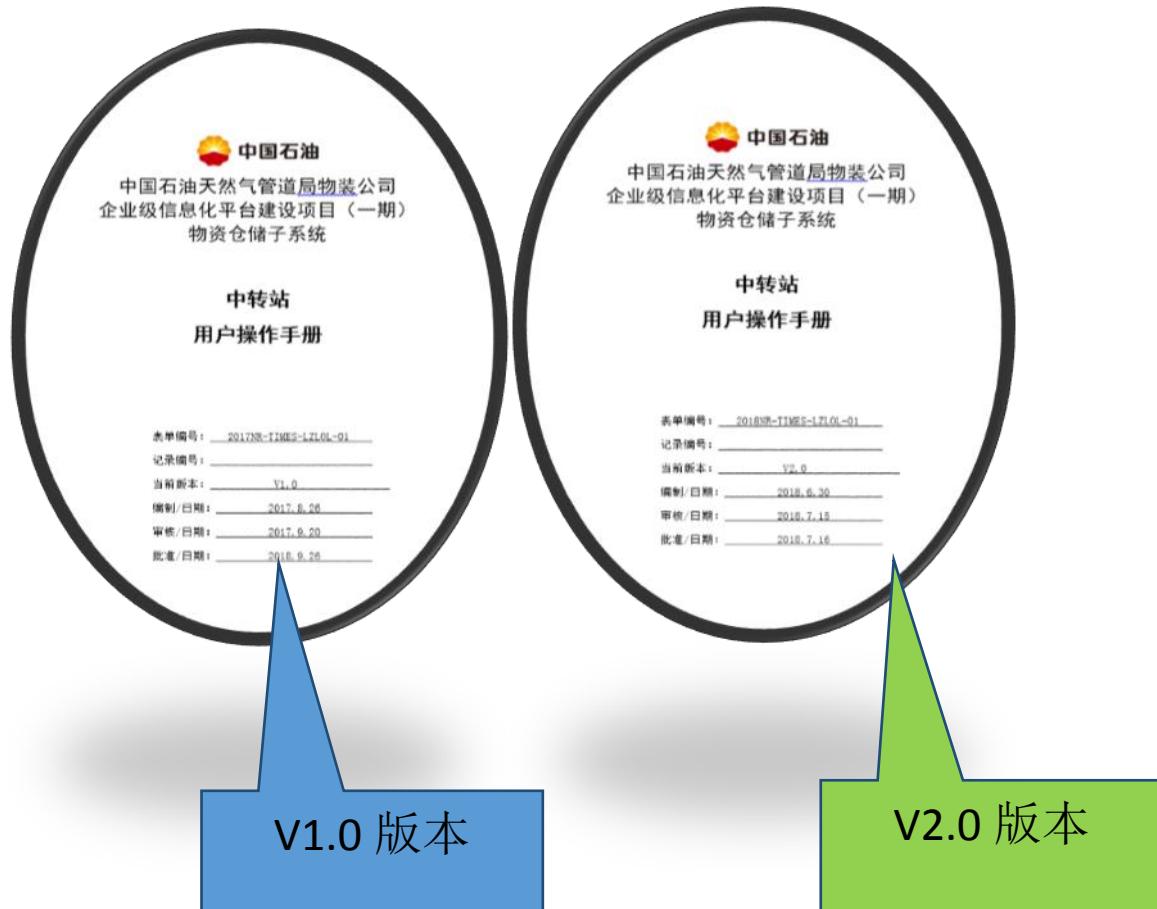 中国石油
中国石油天然气管道局物装公司
企业级信息化平台建设项目（一期）
物资仓储子系统
中转站
用户操作手册
表单编号： 2017NR-TIMES-LZLOL-01
记录编号：
当前版本： V1.0
编制/日期： 2017.8.26
审核/日期： 2017.9.20
批准/日期： 2018.9.26
V1.0 版本
中国石油
中国石油天然气管道局物装公司
企业级信息化平台建设项目（一期）
物资仓储子系统
中转站
用户操作手册
表单编号： 2018NR-TIMES-LZLOL-01
记录编号：
当前版本： V2.0
编制/日期： 2018.6.30
审核/日期： 2018.7.15
批准/日期： 2018.7.16
V2.0 版本